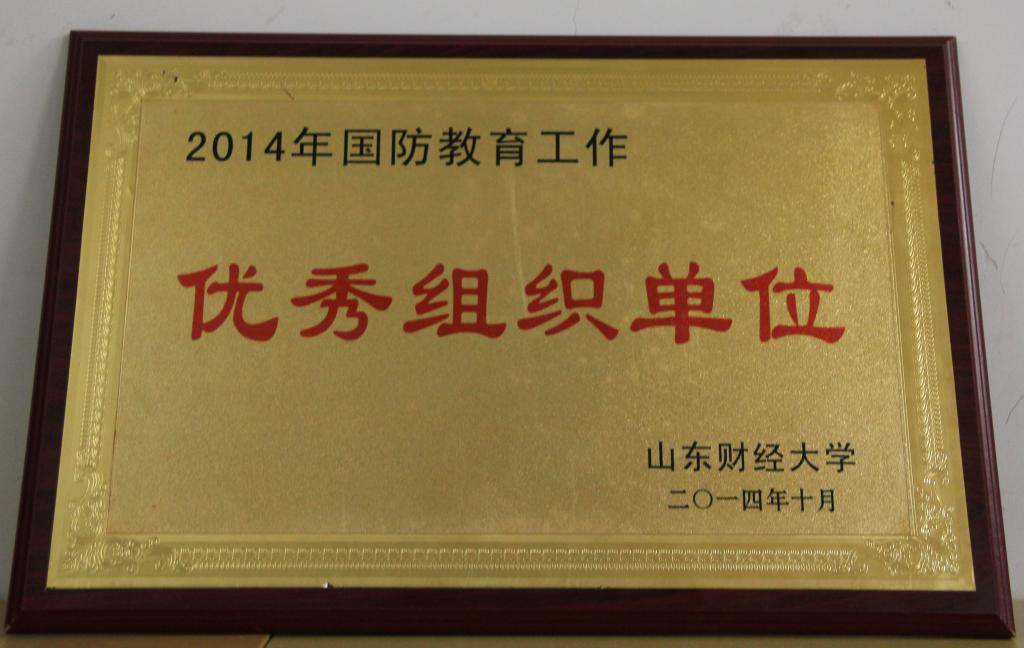 2014年国防教育工作
优秀组织单位
山东财经大学
二〇一四年十月